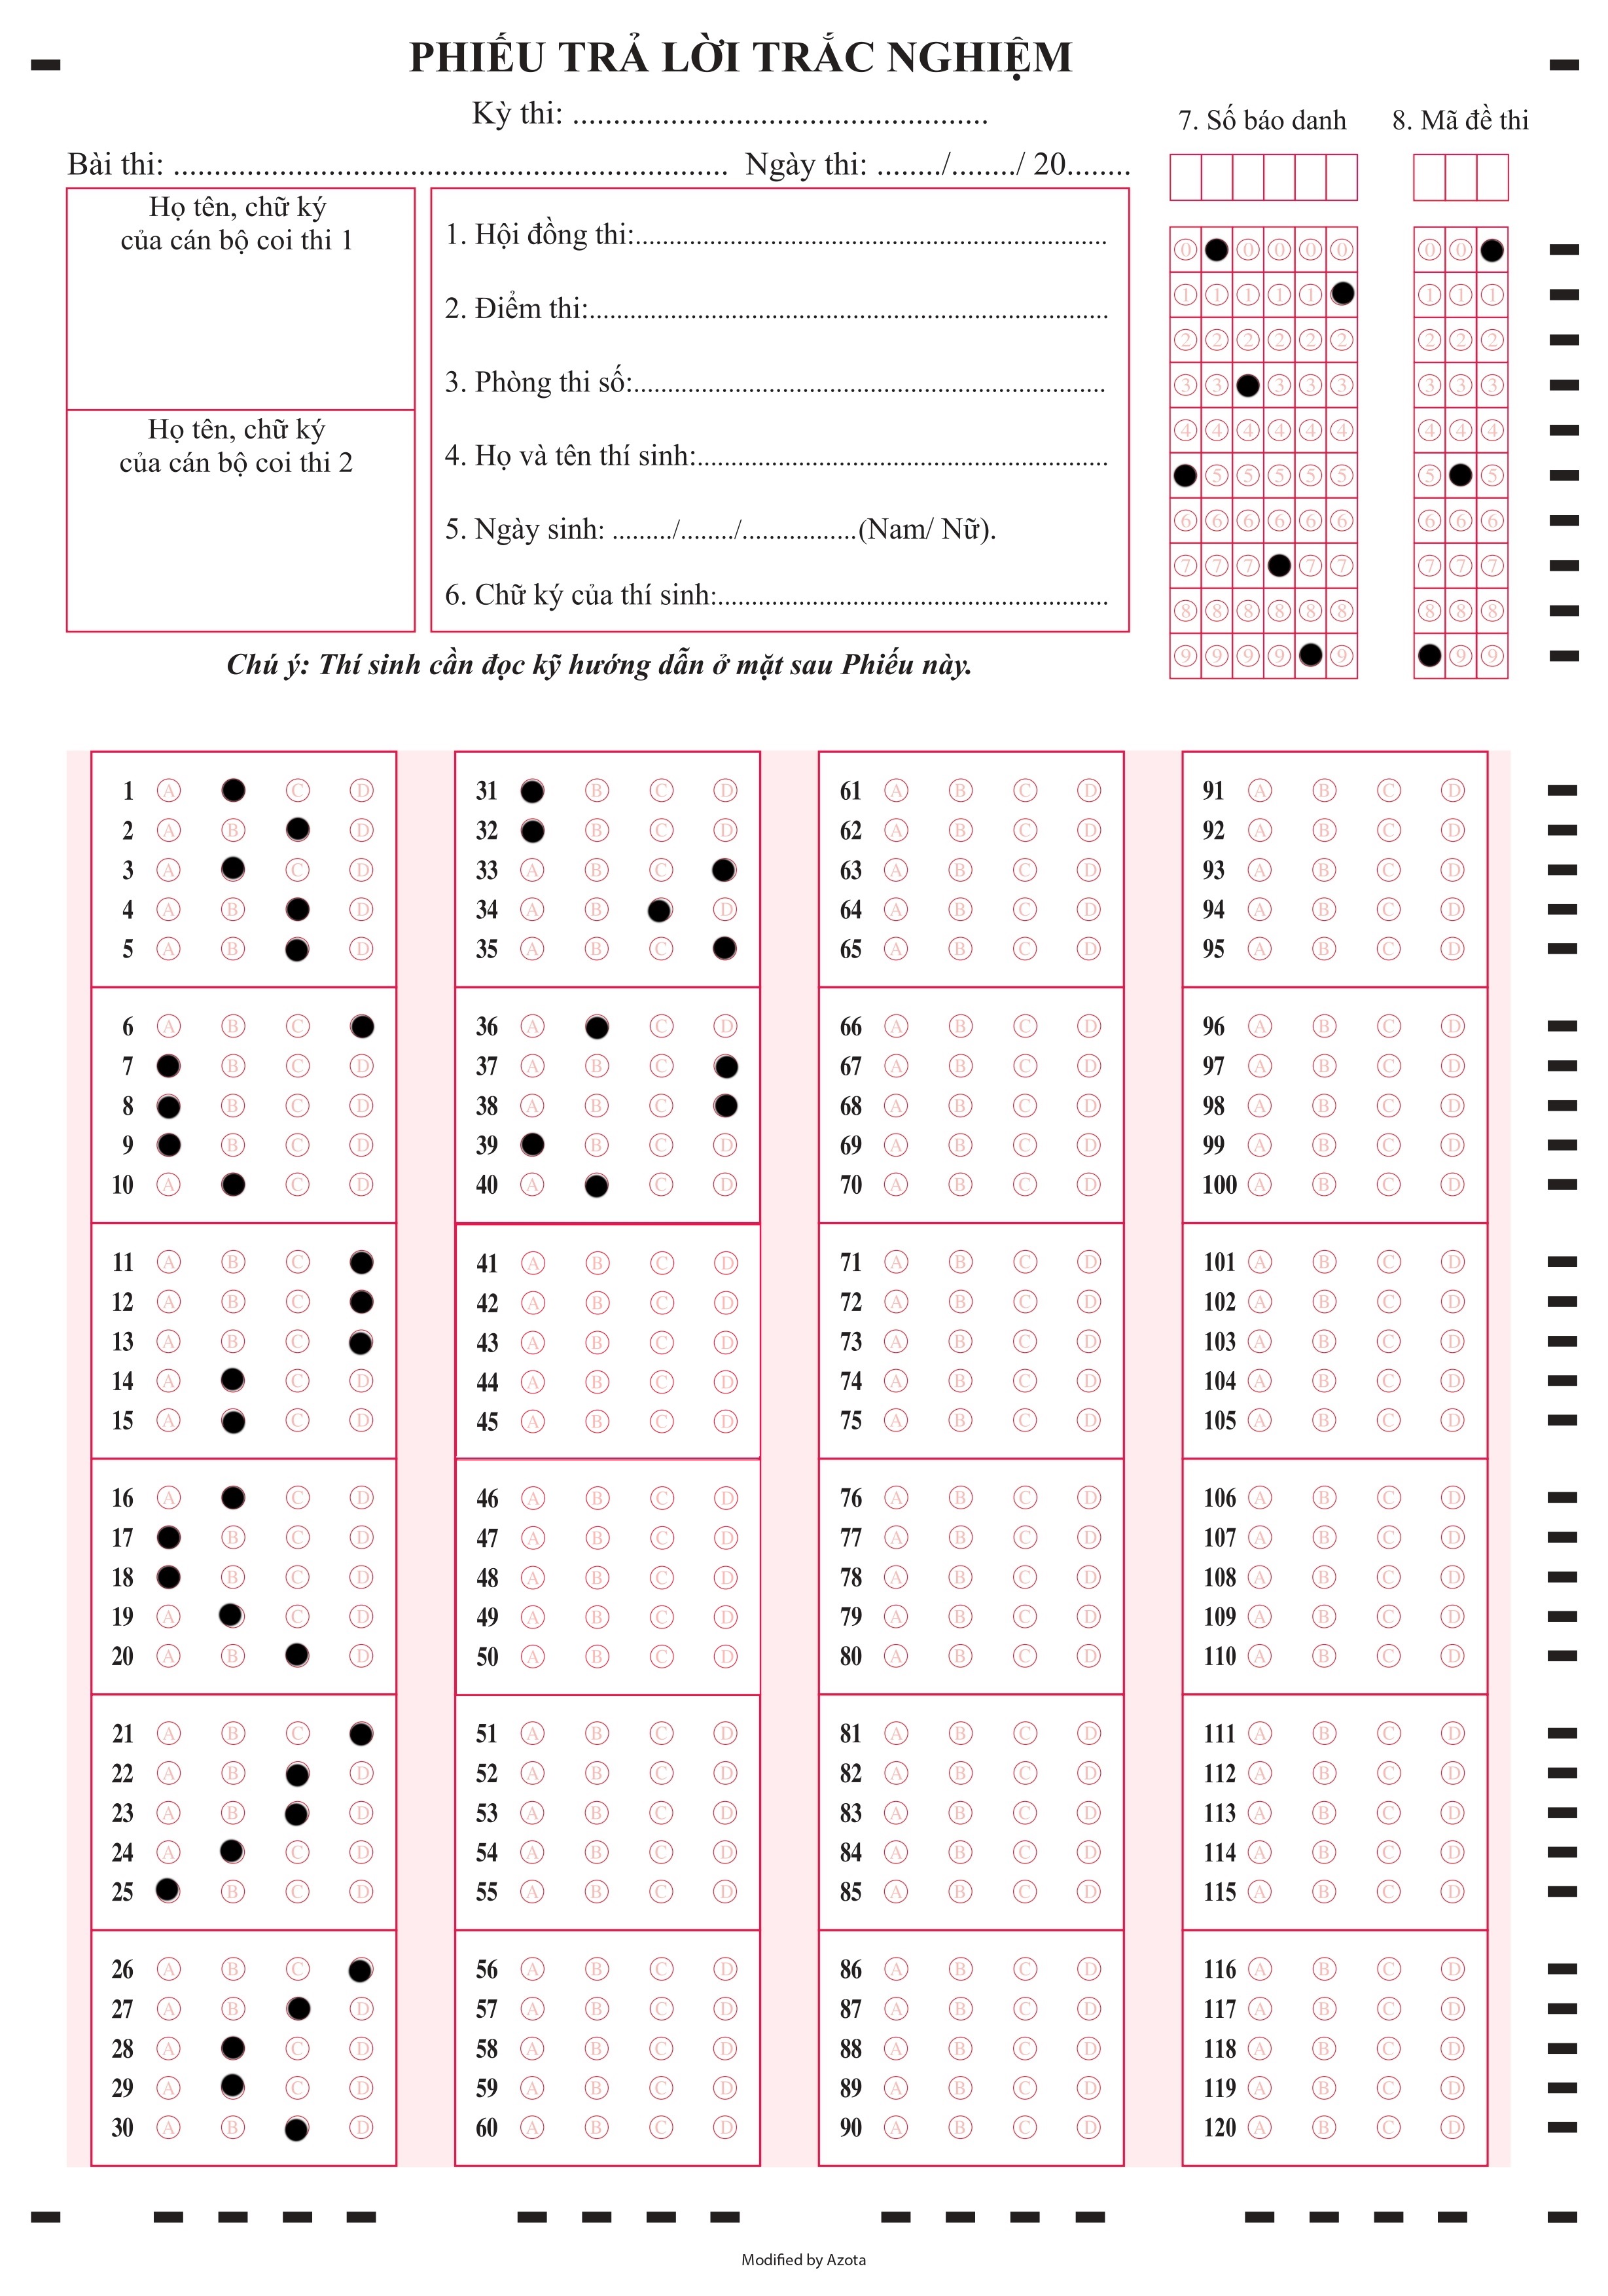 PHIẾU TRẢ LỜI TRẮC NGHIỆM
Kỳ thi: ...................................................
7. Số báo danh 8. Mã đề thi
Bài thi: .................................................................... Ngày thi: ......../......../ 20........
Họ tên, chữ ký
của cán bộ coi thi 1
Họ tên, chữ ký
của cán bộ coi thi 2
1. Hội đồng thi:......................................................................
2. Điểm thi:.............................................................................
3. Phòng thi số:......................................................................
4. Họ và tên thí sinh:.............................................................
5. Ngày sinh: ........./......../.................(Nam/ Nữ).
6. Chữ ký của thí sinh:..........................................................
0 0 0 0 0 0 0
1 1 1 1 1 1 1 1
2 2 2 2 2 2 2 2 2
3 3 3 3 3 3 3 3
4 4 4 4 4 4 4 4 4
5 5 5 5 5 5 5
6 6 6 6 6 6 6 6 6
7 7 7 7 7 7 7 7
8 8 8 8 8 8 8 8 8
9 9 9 9 9 9 9
Chú ý: Thí sinh cần đọc kỹ hướng dẫn ở mặt sau Phiếu này.
1 A C D
2 A B D
3 A C D
4 A B D
5 A B D
6 A B C
7 B C D
8 B C D
9 B C D
10 A C D
11 A B C
12 A B C
13 A B C
14 A C D
15 A C D
16 A C D
17 B C D
18 B C D
19 A C D
20 A B D
21 A B C
22 A B D
23 A B D
24 A C D
25 B C D
26 A B C
27 A B D
28 A C D
29 A C D
30 A B D
31 B C D
32 B C D
33 A B C
34 A B D
35 A B C
36 A C D
37 A B C
38 A B C
39 B C D
40 A C D
41 A B C D
42 A B C D
43 A B C D
44 A B C D
45 A B C D
46 A B C D
47 A B C D
48 A B C D
49 A B C D
50 A B C D
51 A B C D
52 A B C D
53 A B C D
54 A B C D
55 A B C D
56 A B C D
57 A B C D
58 A B C D
59 A B C D
60 A B C D
61 A B C D
62 A B C D
63 A B C D
64 A B C D
65 A B C D
66 A B C D
67 A B C D
68 A B C D
69 A B C D
70 A B C D
71 A B C D
72 A B C D
73 A B C D
74 A B C D
75 A B C D
76 A B C D
77 A B C D
78 A B C D
79 A B C D
80 A B C D
81 A B C D
82 A B C D
83 A B C D
84 A B C D
85 A B C D
86 A B C D
87 A B C D
88 A B C D
89 A B C D
90 A B C D
91 A B C D
92 A B C D
93 A B C D
94 A B C D
95 A B C D
96 A B C D
97 A B C D
98 A B C D
99 A B C D
100 A B C D
101 A B C D
102 A B C D
103 A B C D
104 A B C D
105 A B C D
106 A B C D
107 A B C D
108 A B C D
109 A B C D
110 A B C D
111 A B C D
112 A B C D
113 A B C D
114 A B C D
115 A B C D
116 A B C D
117 A B C D
118 A B C D
119 A B C D
120 A B C D
Modified by Azota